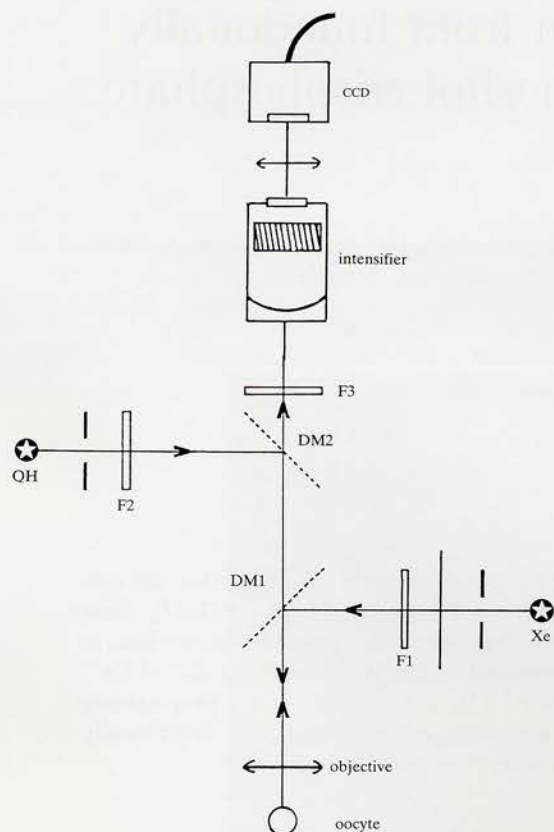 CCD
intensifier
F3
DM2
QH
F2
DM1
F1
Xe
objective
oocyte